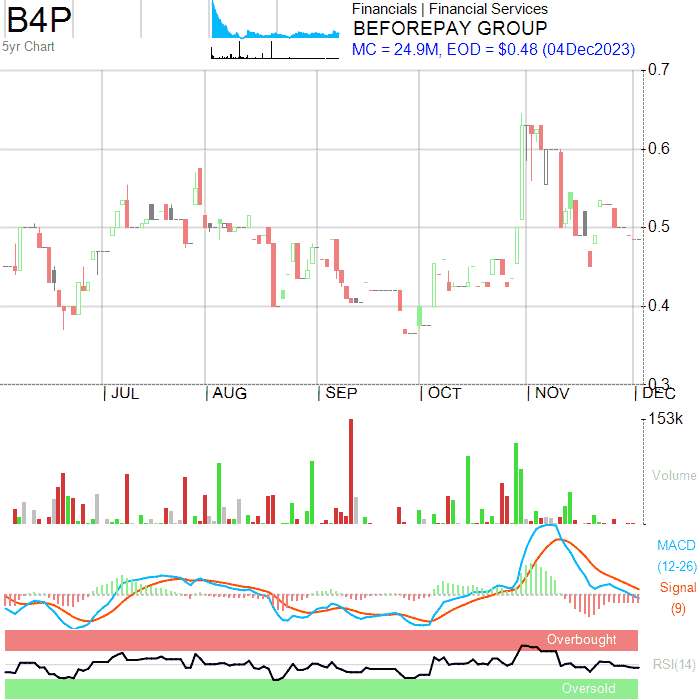 B4P
5yr Chart
Financials | Financial Services
BEFOREPAY GROUP
MC = 24.9M, EOD = $0.48 (04Dec2023)
0.7
0.6
0.5
0.4
0.3
JUL AUG SEP OCT NOV DEC
153k
Volume
MACD
(12-26)
Signal
(9)
Overbought
RSI(14)
Oversold